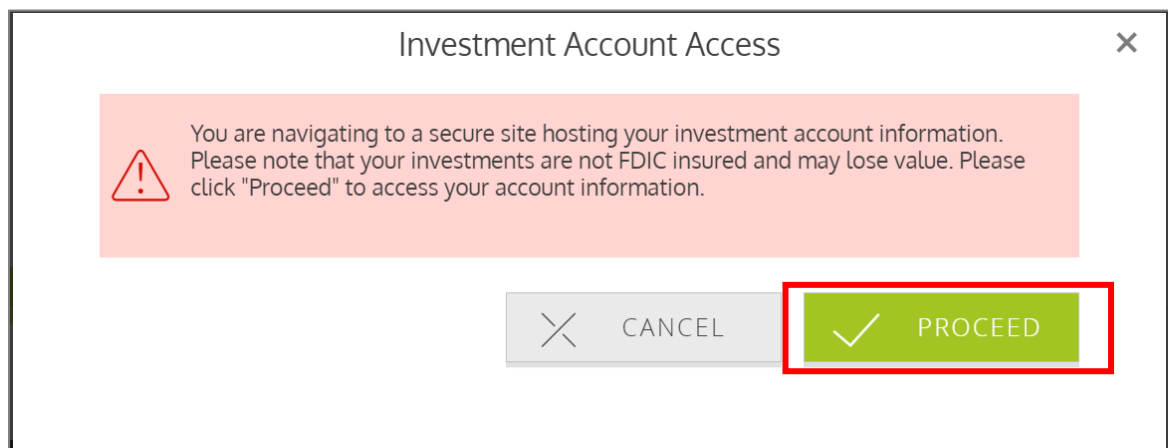 Investment Account Access
You are navigating to a secure site hosting your investment account information.
Please note that your investments are not FDIC insured and may lose value. Please
click "Proceed" to access your account information.
CANCEL
PROCEED